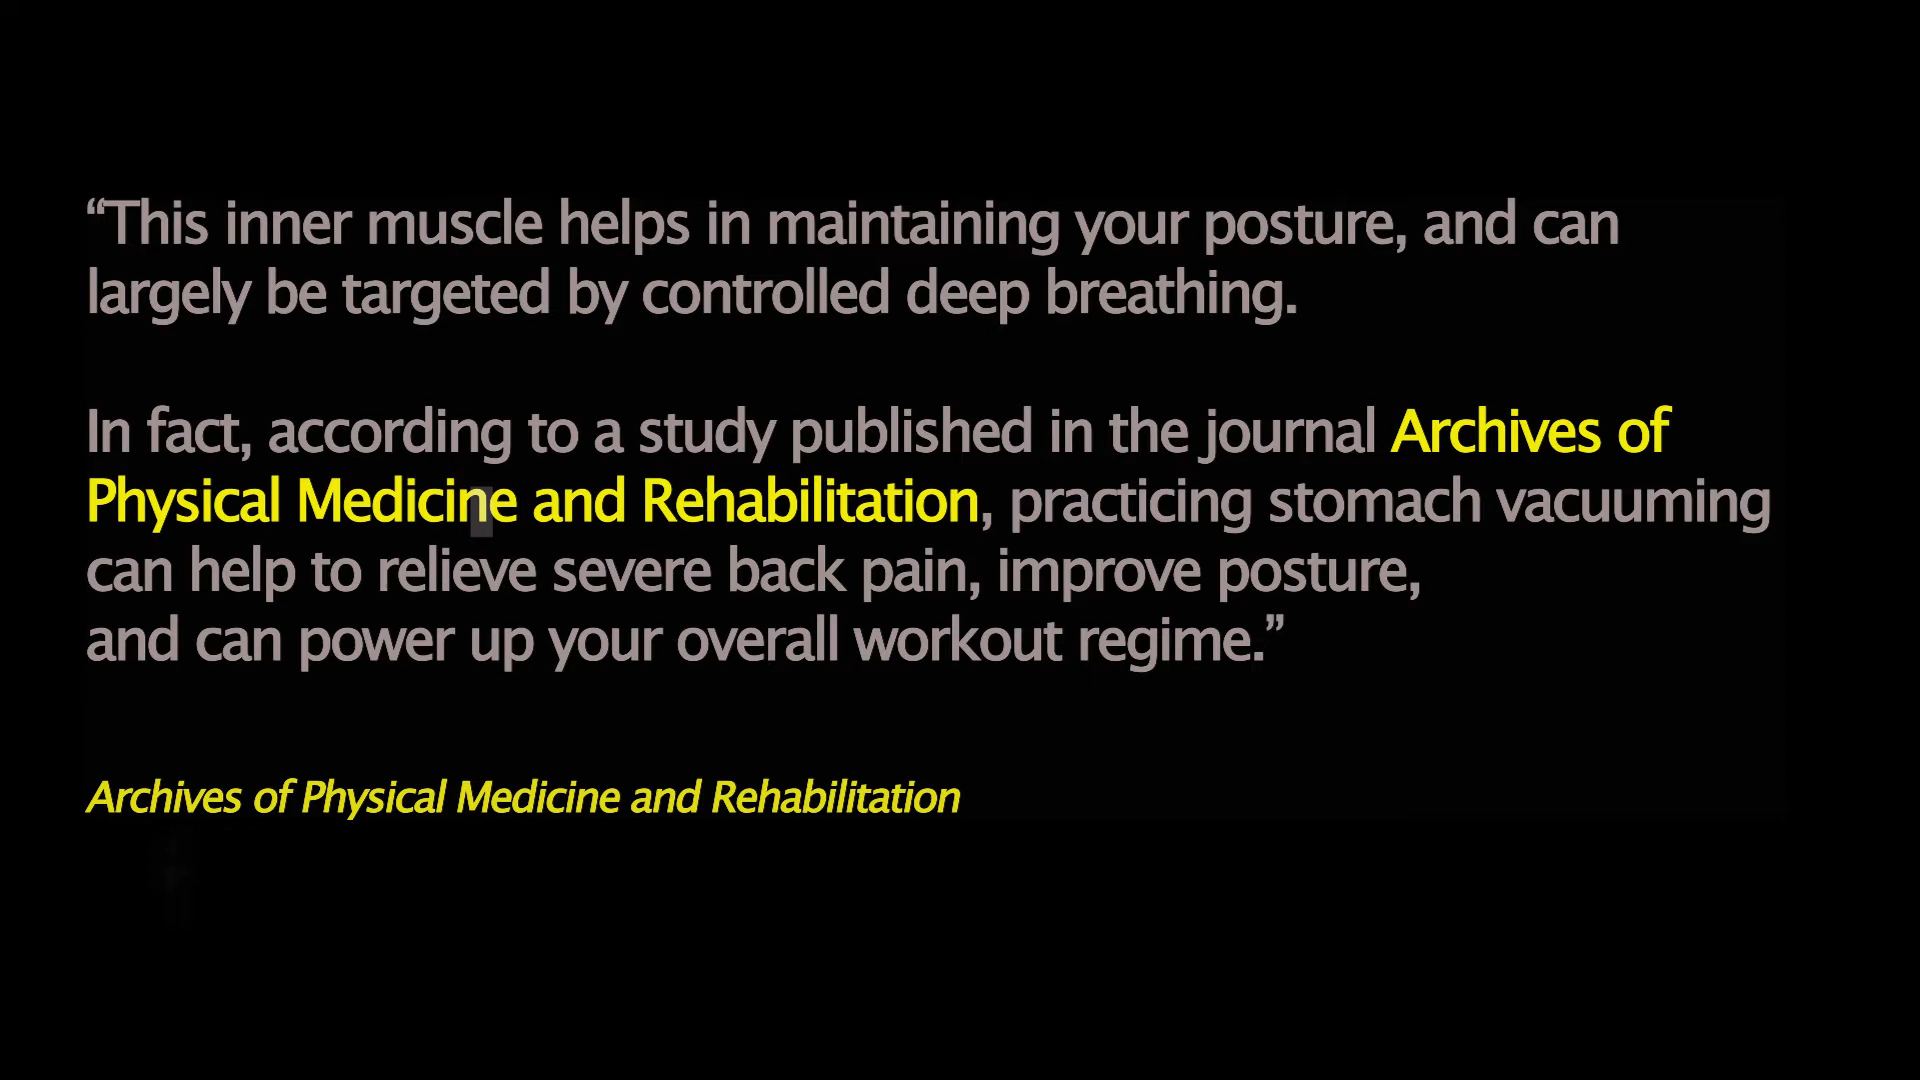 “This inner muscle helps in maintaining your posture, and can
largely be targeted by controlled deep breathing.
In fact, according to a study published in the journal Archives of
Physical Medicine and Rehabilitation, practicing stomach vacuuming
can help to relieve severe back pain, improve posture,
and can power up your overall workout regime.”
Archives of Physical Medicine and Rehabilitation